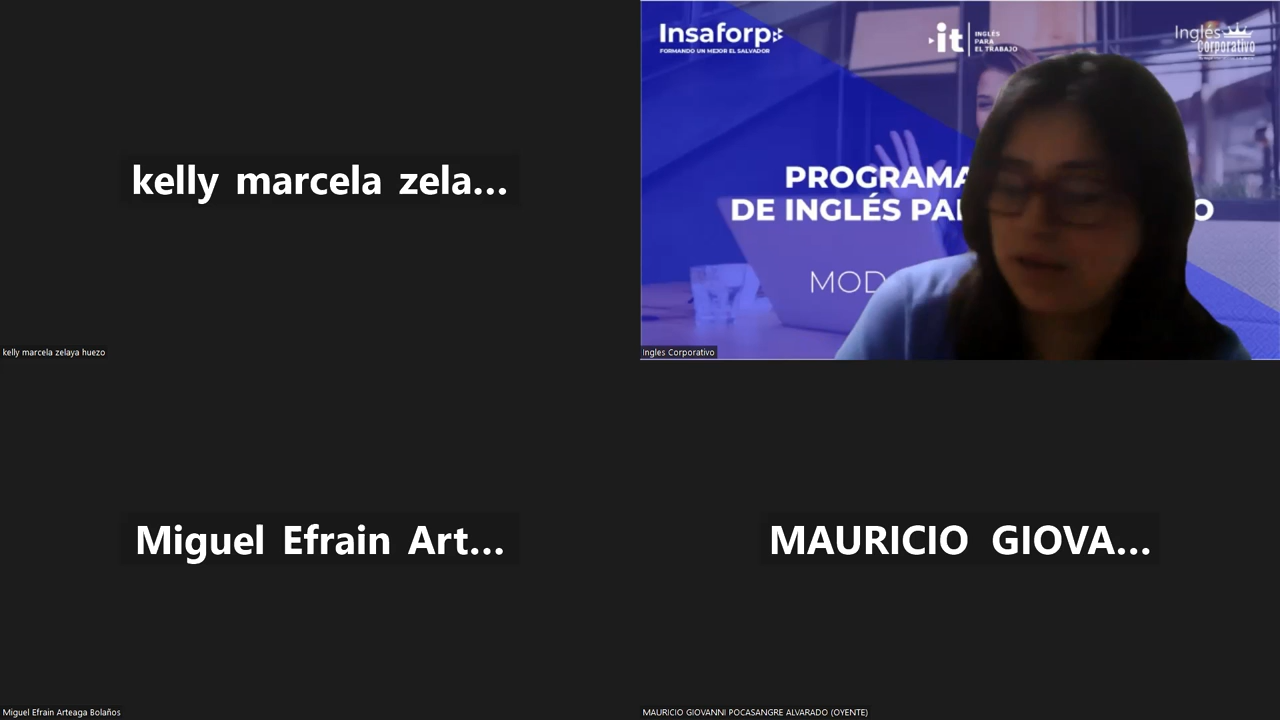 kelly marcela zela...
kelly marcela zelaya huezo
Insaforp
FORMANDO UN MEJOR EL SALVADOR
it
INGLÉS
PARA
EL TRABAJO
Inglés
corporativo
PROGRAMA
DE INGLÉS PA O
MOD
Ingles Corporativo
Miguel Efrain Art...
Miguel Efrain Arteaga Bolaños
MAURICIO GIOVA...
MAURICIO GIOVANNI POCASANGRE ALVARADO (OYENTE)